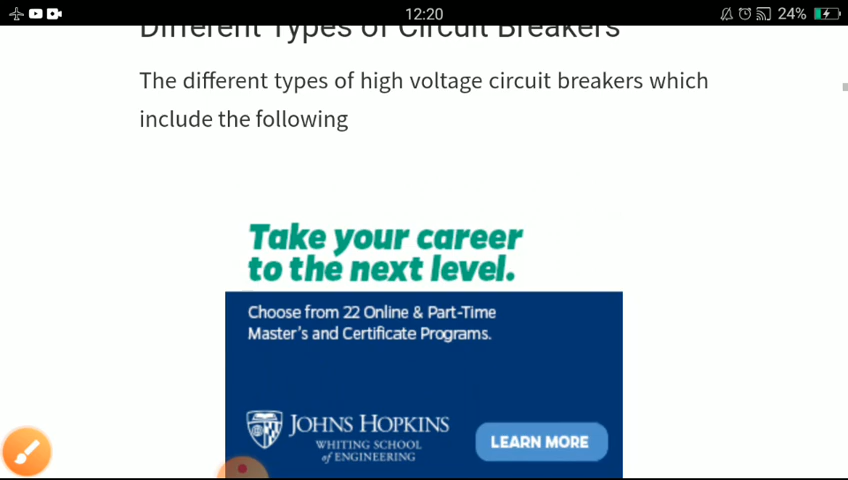 12:20
24%
Different Types of Circuit Breakers
The different types of high voltage circuit breakers which
include the following
Take your career
to the next level.
Choose from 22 Online & Part-Time
Master's and Certificate Programs.
JOHNS HOPKINS
WHITING SCHOOL
of ENGINEERING
LEARN MORE